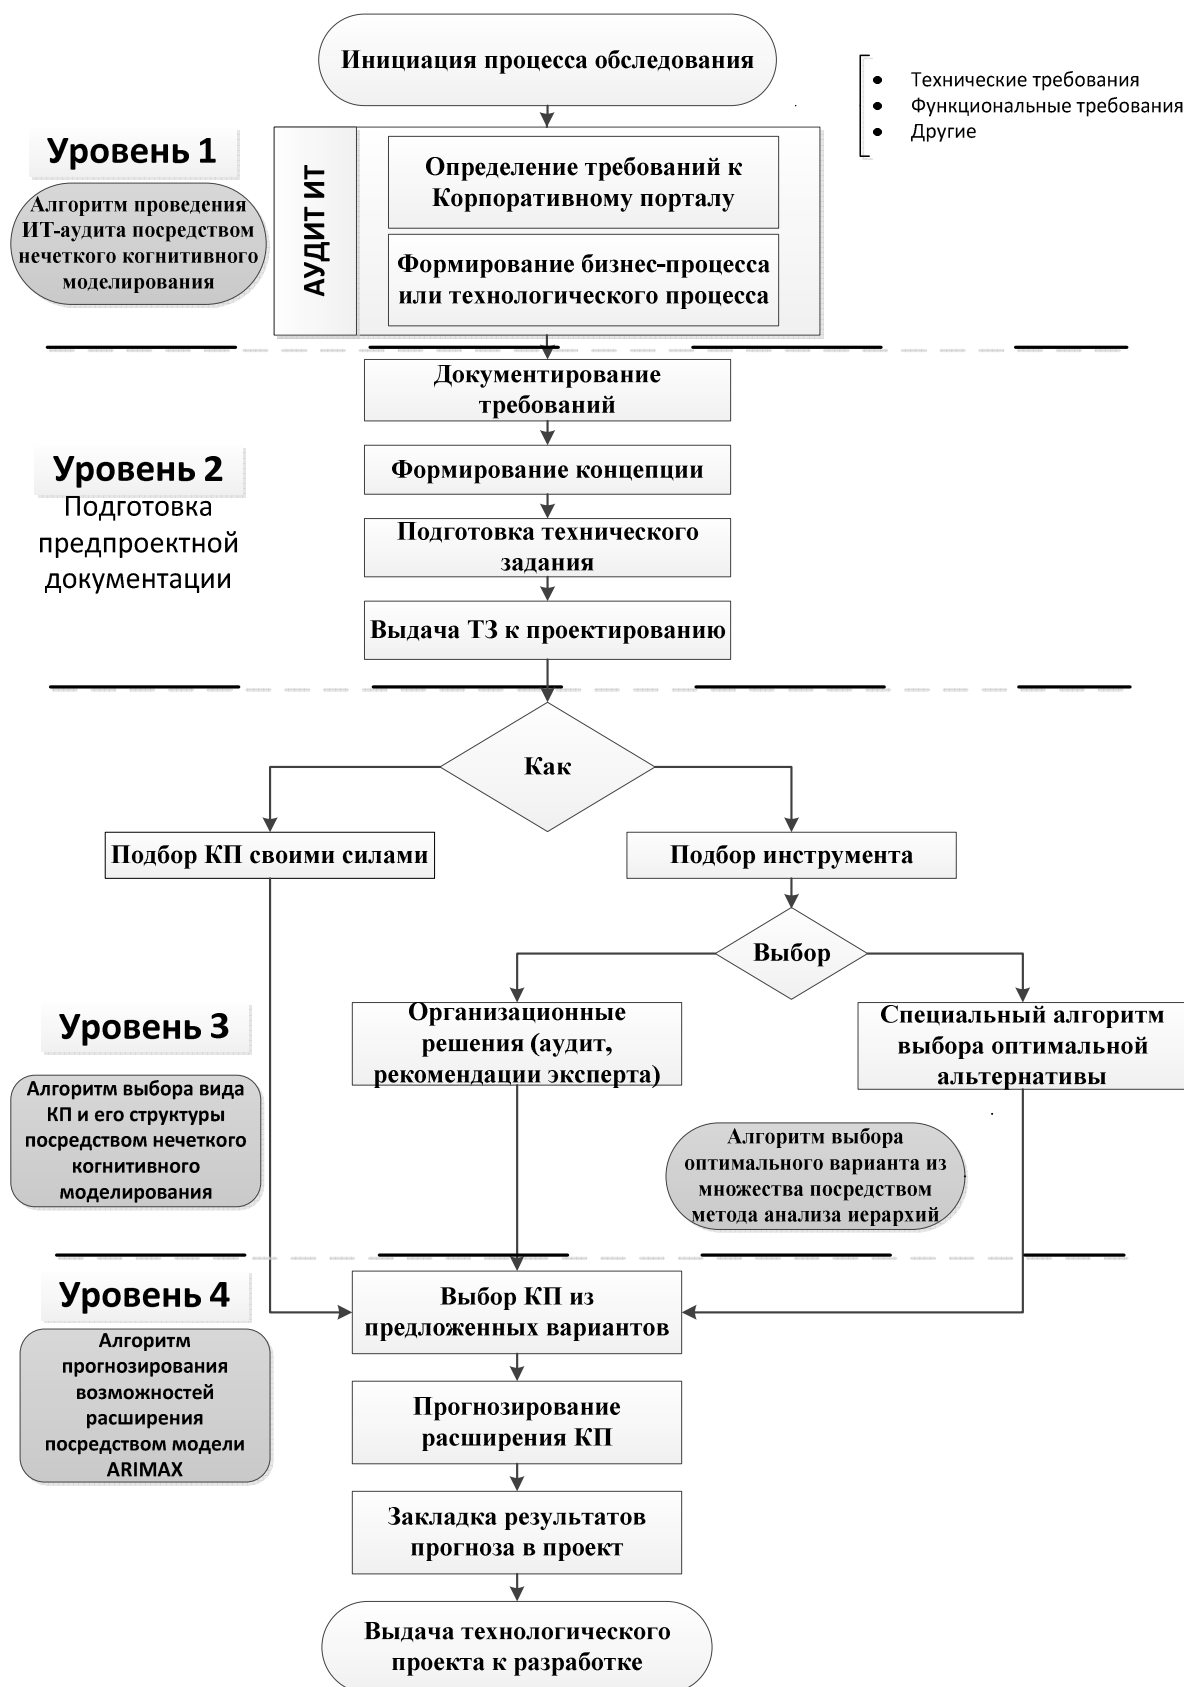 Инициация процесса обследования
Технические требования
Функциональные требования
Другие
Уровень 1
Алгоритм проведения
ИТ-аудита посредством
нечеткого когнитивного
моделирования
АУДИТ ИТ
Определение требований к
Корпоративному порталу
Формирование бизнес-процесса
или технологического процесса
Документирование
требований
Уровень 2
Подготовка
предпроектной
документации
Формирование концепции
Подготовка технического
задания
Выдача ТЗ к проектированию
Как
Подбор КП своими силами
Подбор инструмента
Выбор
Уровень 3
Алгоритм выбора вида
КП и его структуры
посредством нечеткого
когнитивного
моделирования
Организационные
решения (аудит,
рекомендации эксперта)
Специальный алгоритм
выбора оптимальной
альтернативы
Алгоритм выбора
оптимального варианта из
множества посредством
метода анализа иерархий
Уровень 4
Алгоритм
прогнозирования
возможностей
расширения
посредством модели
ARIMAX
Выбор КП из
предложенных вариантов
Прогнозирование
расширения КП
Закладка результатов
прогноза в проект
Выдача технологического
проекта к разработке